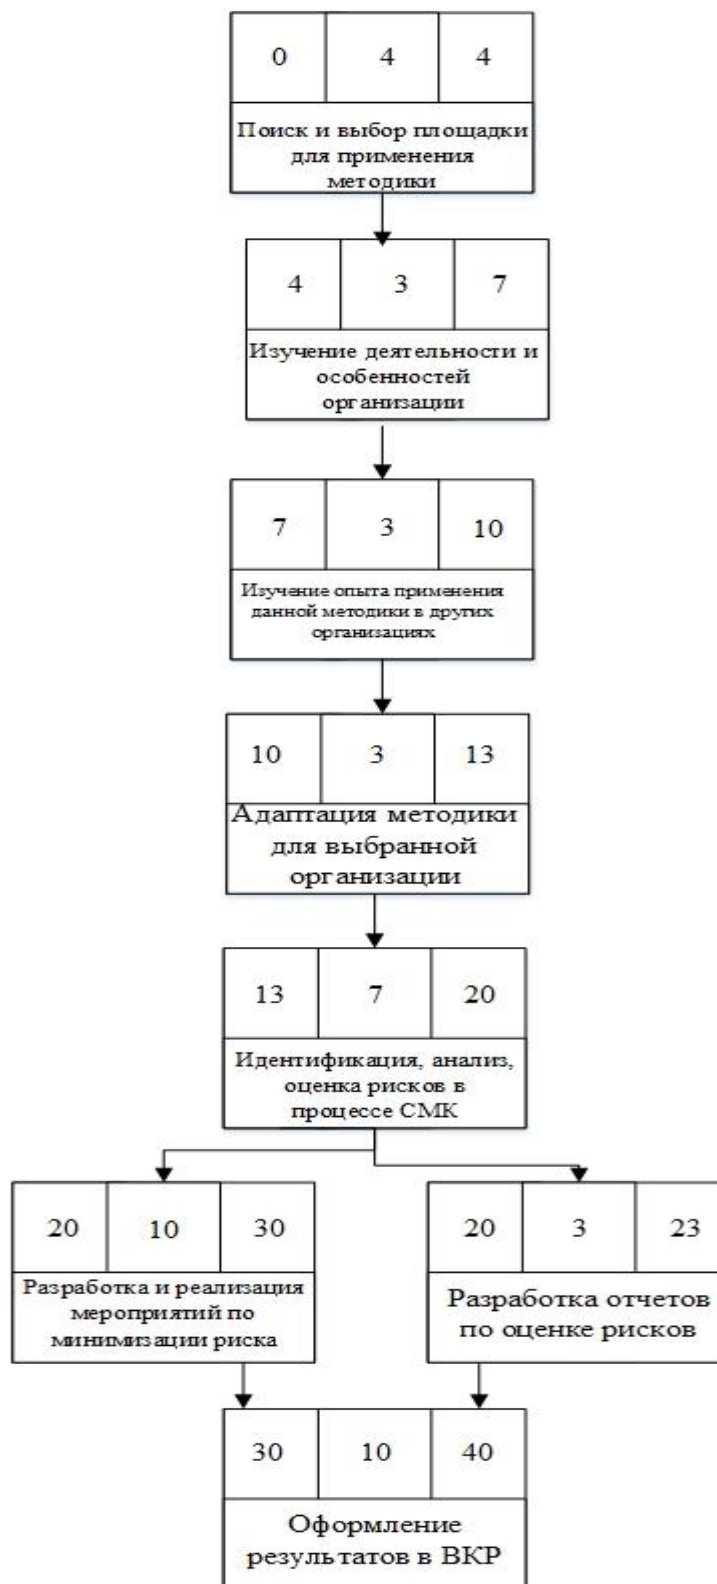 0 4 4
Поиск и выбор площадки
для применения
методики
4 3 7
Изучение деятельности и
особенностей
организации
7 3 10
Изучение опыта применения
данной методики в других
организациях
10 3 13
Адаптация методики
для выбранной
организации
13 7 20
Идентификация, анализ,
оценка рисков в
процессе СМК
20 10 30
Разработка и реализация
мероприятий по
минимизации риска
20 3 23
Разработка отчетов
по оценке рисков
30 10 40
Оформление
результатов в ВКР